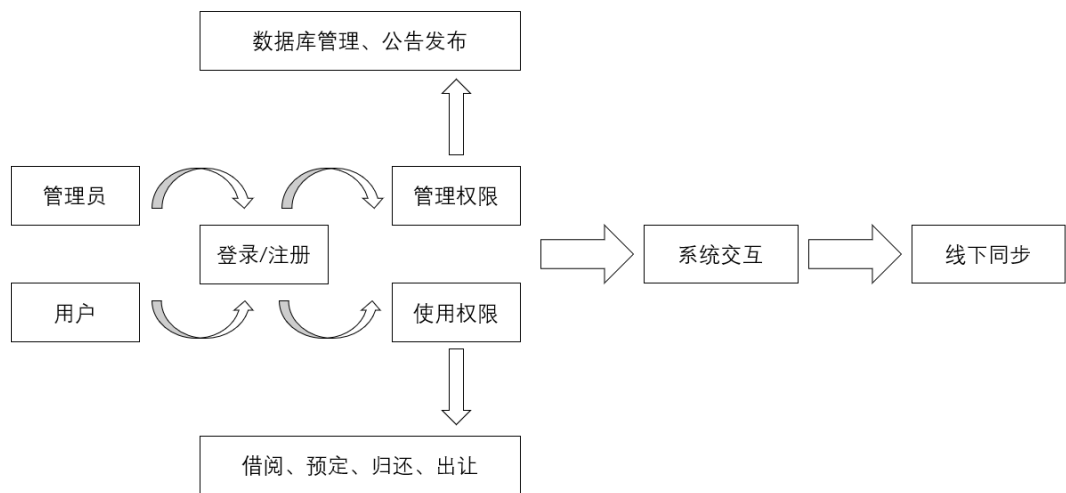 数据库管理、公告发布
管理员
管理权限
登录/注册
系统交互
线下同步
用户
使用权限
借阅、预定、归还、出让